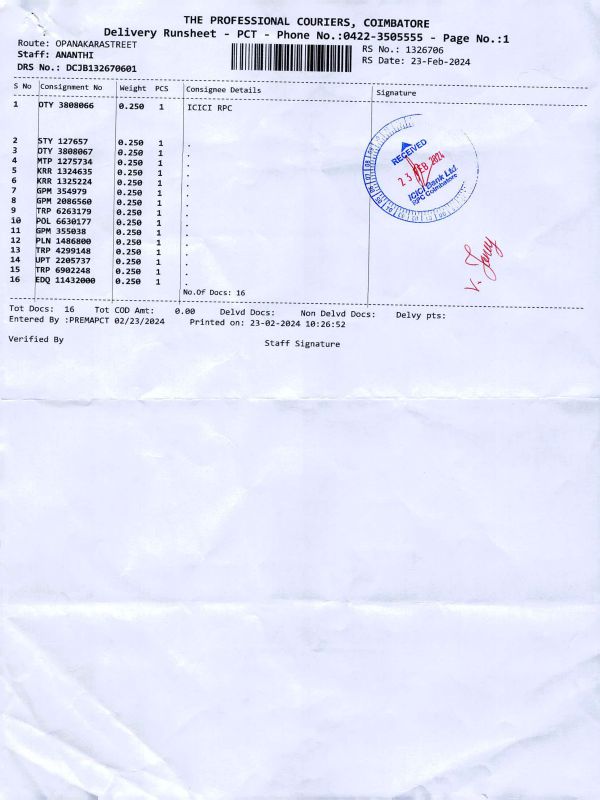 THE PROFESSIONAL COURIERS, COIMBATORE
Delivery Runsheet - PCT - Phone No.:0422-3505555 - Page No.:1
Route: OPANAKARASTREET
RS No.: 1326706
Staff: ANANTHI
RS Date: 23-Feb-2024
DRS No.: DCJB132670601
S No Consignment No Weight PCS Consignee Details Signature
1 OTY 3808066 0.250 1 ICICI RPC
2 STY 127657 0.250 1 .
3 OTY 3808067 0.250 1 .
4 MTP 1275734 0.250 1 .
5 KRR 1324635 0.250 1 .
6 KRR 1325224 0.250 1 .
7 GPM 354979 0.250 1 .
8 GPM 2086560 0.250 1 .
9 TRP 6263179 0.250 1 .
10 POL 6630177 0.250 1 .
11 GPM 355038 0.250 1 .
12 PLN 1486800 0.250 1 .
13 TRP 4299148 0.250 1 .
14 UPT 2205737 0.250 1 .
15 TRP 6902248 0.250 1 .
16 EDQ 11432000 0.250 1 .
RECEIVED
23 FEB 2024
ICICI Bank Ltd
RPC Coimbatore
No.Of Docs: 16
Tot Docs: 16 Tot COD Amt: 0.00 Delvd Docs: Non Delvd Docs: Delvy pts:
Entered By :PREMAPCT 02/23/2024 Printed on: 23-02-2024 10:26:52
Verified By Staff Signature